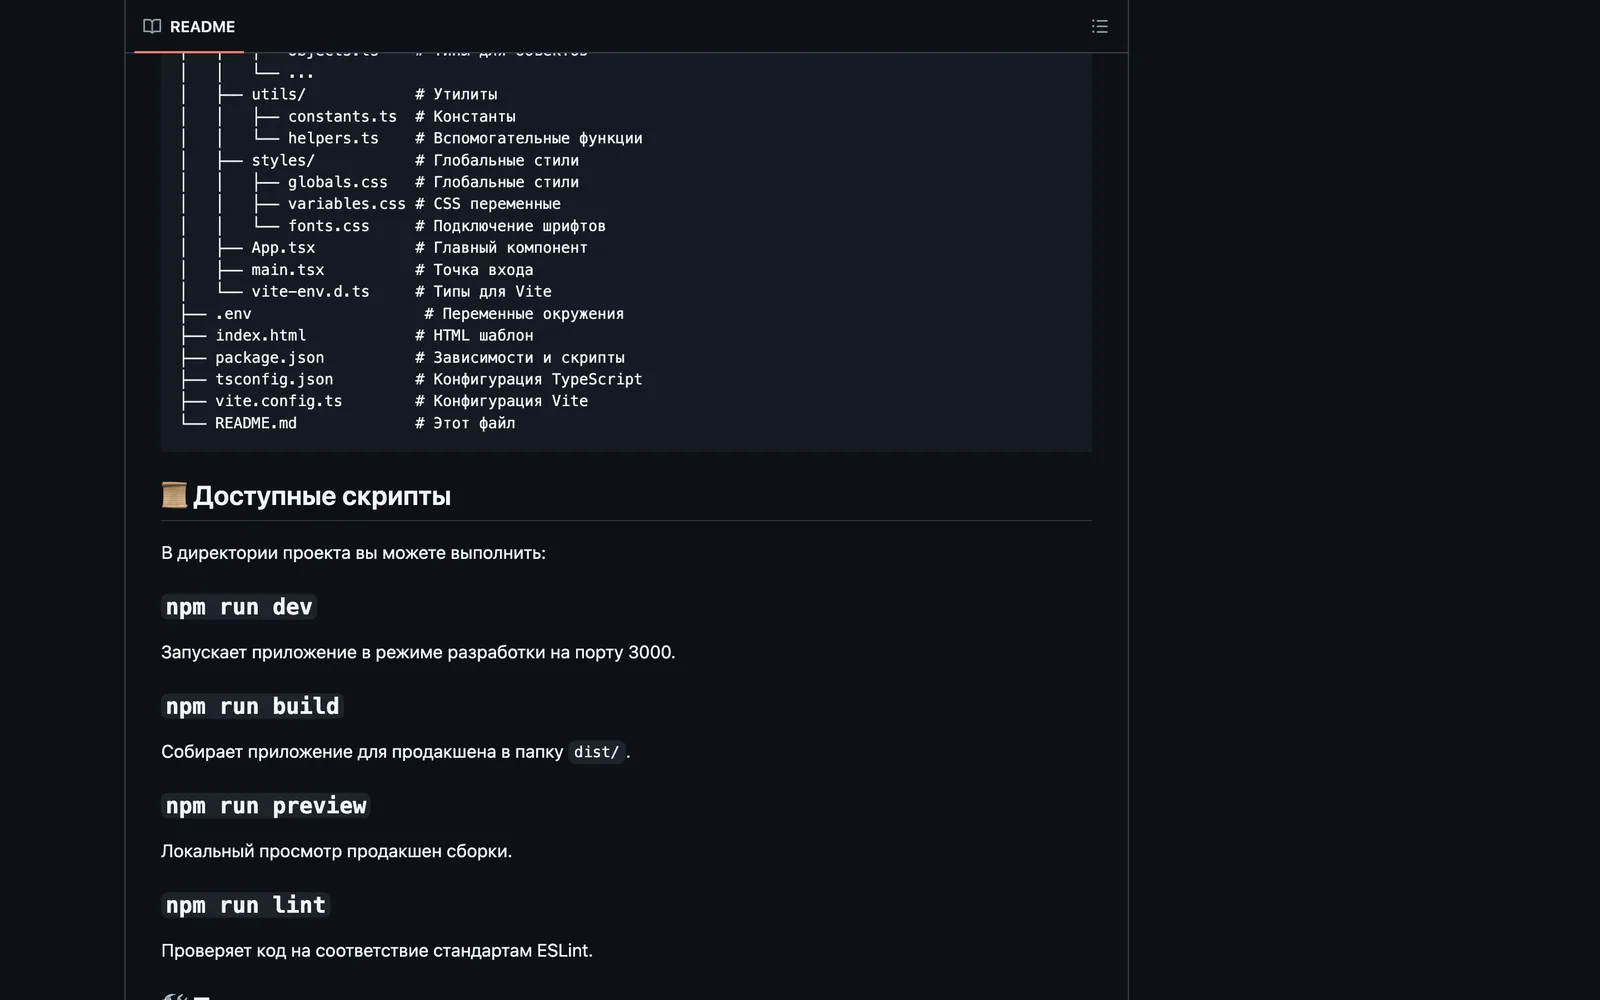 README
│   │   │   objects.ts    # Типы для объектов
│   │   └── ...
│   ├── utils/            # Утилиты
│   │   ├── constants.ts  # Константы
│   │   └── helpers.ts    # Вспомогательные функции
│   ├── styles/           # Глобальные стили
│   │   ├── globals.css   # Глобальные стили
│   │   ├── variables.css # CSS переменные
│   │   └── fonts.css     # Подключение шрифтов
│   ├── App.tsx           # Главный компонент
│   ├── main.tsx          # Точка входа
│   └── vite-env.d.ts     # Типы для Vite
├── .env                   # Переменные окружения
├── index.html            # HTML шаблон
├── package.json          # Зависимости и скрипты
├── tsconfig.json         # Конфигурация TypeScript
├── vite.config.ts        # Конфигурация Vite
└── README.md             # Этот файл
📜 Доступные скрипты
В директории проекта вы можете выполнить:
npm run dev
Запускает приложение в режиме разработки на порту 3000.
npm run build
Собирает приложение для продакшена в папку dist/.
npm run preview
Локальный просмотр продакшен сборки.
npm run lint
Проверяет код на соответствие стандартам ESLint.